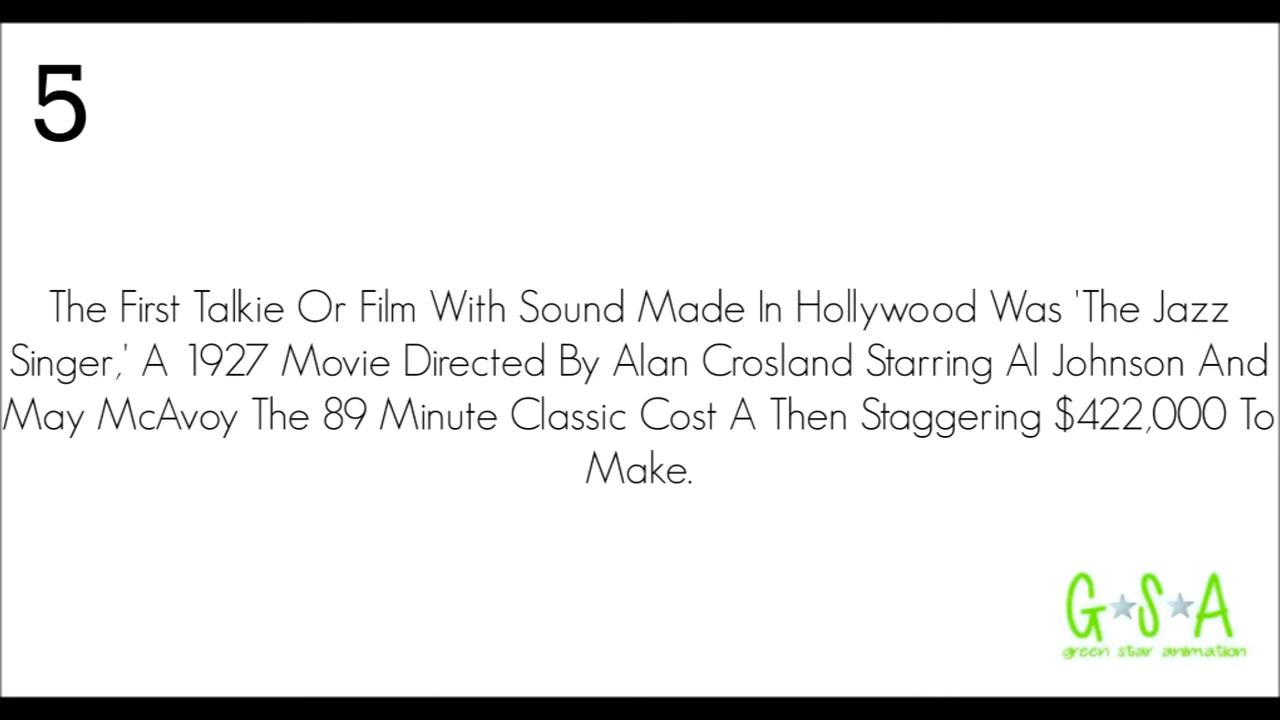 5
The First Talkie Or Film With Sound Made In Hollywood Was 'The Jazz
Singer,' A 1927 Movie Directed By Alan Crosland Starring Al Johnson And
May McAvoy The 89 Minute Classic Cost A Then Staggering $422,000 To
Make.
G★S★A
green star animation